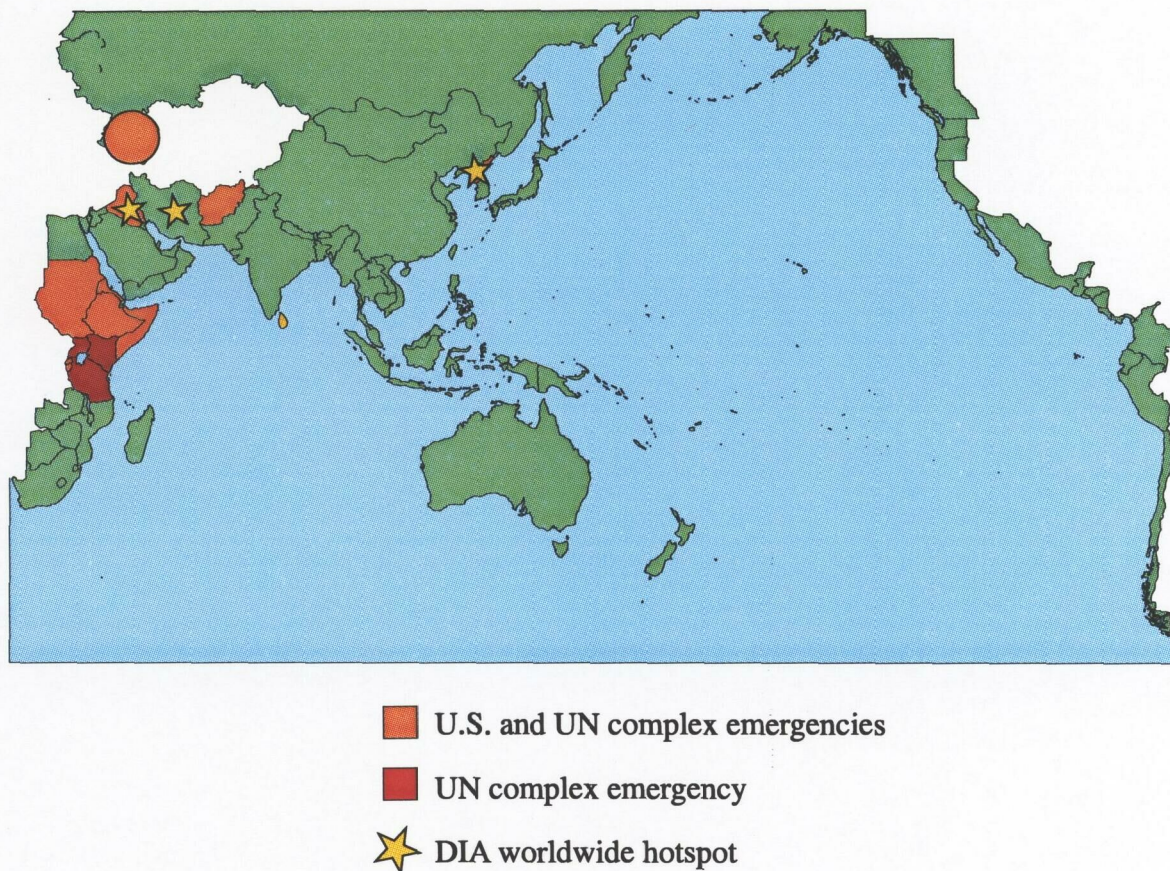 U.S. and UN complex emergencies
UN complex emergency
DIA worldwide hotspot